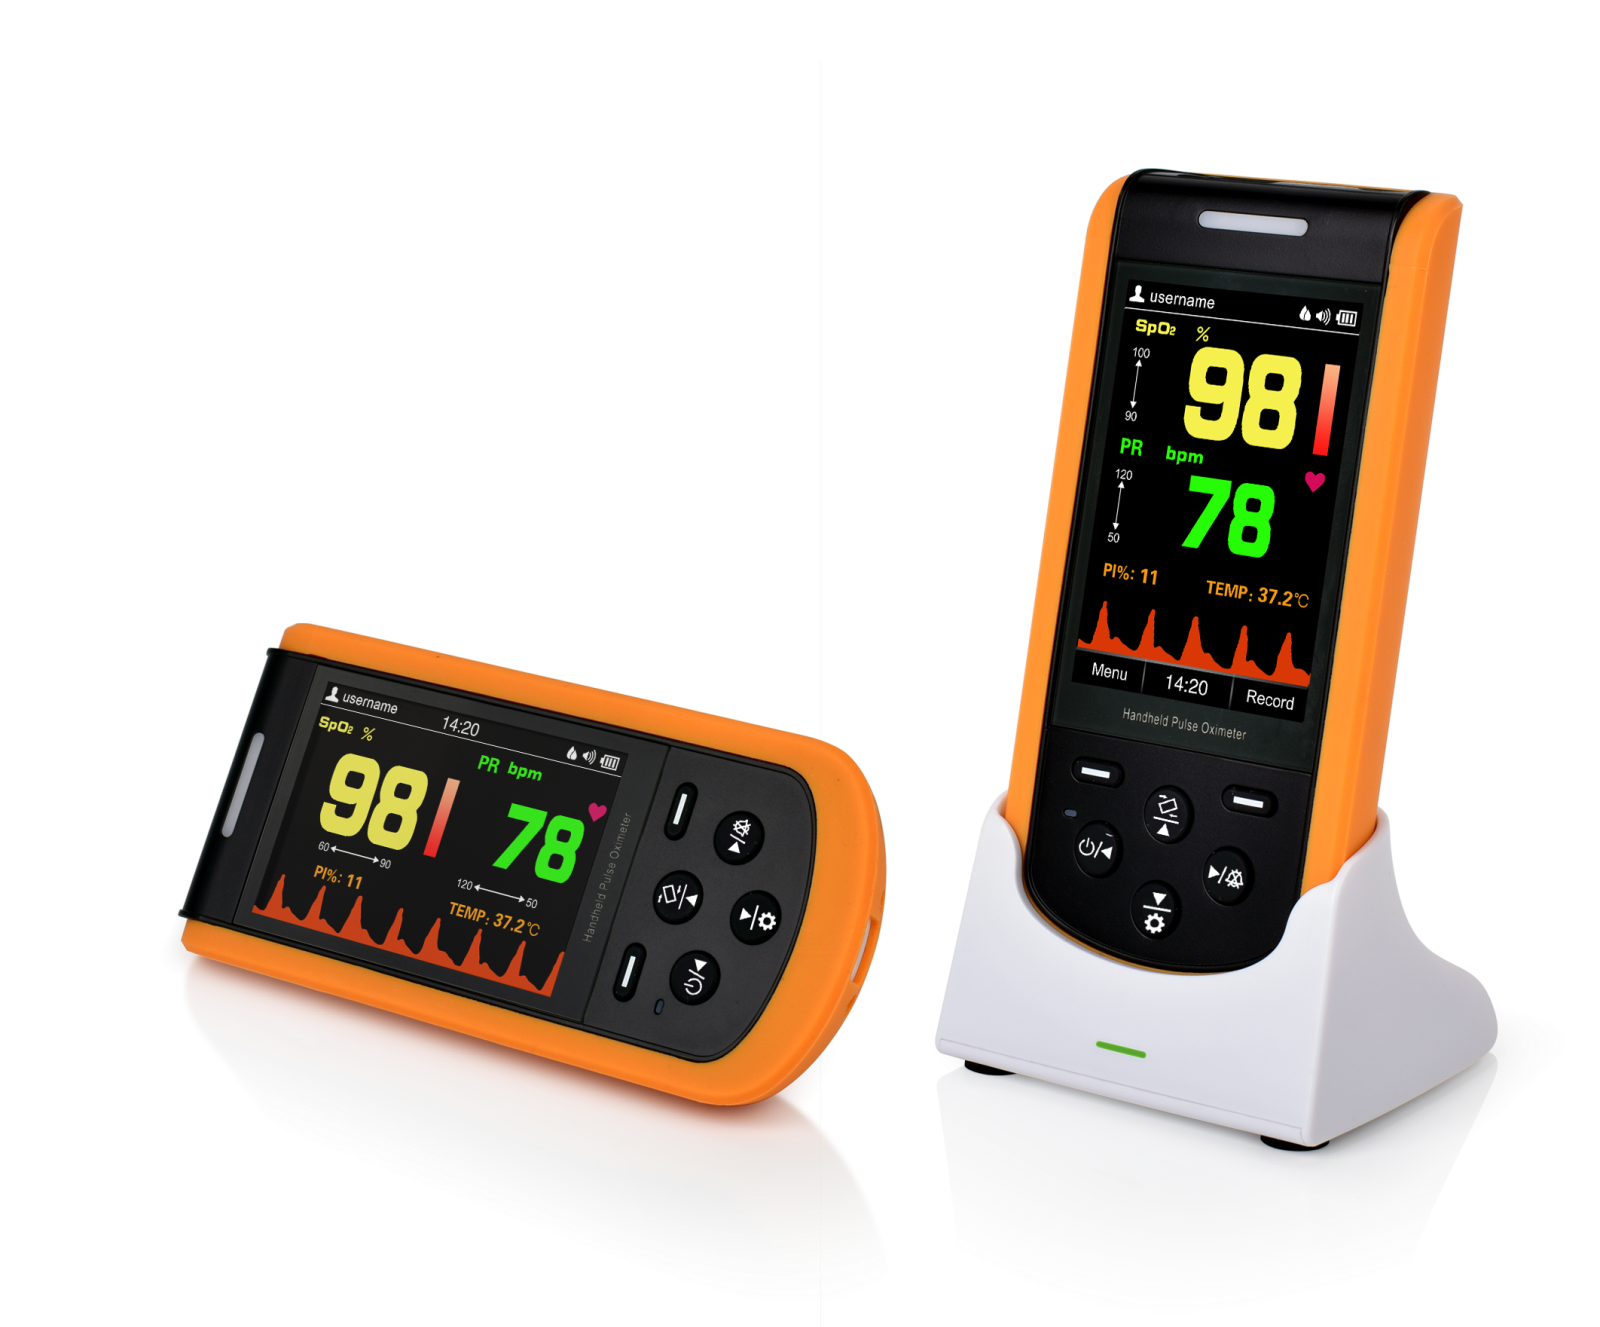 username
14:20
SpO₂ %
PR bpm
98
78
60 90
PI%: 11
120 50
TEMP: 37.2°C
Handheld Pulse Oximeter
username
SpO₂ %
100
98
90
PR bpm
120
78
50
PI%: 11
TEMP: 37.2°C
Menu
14:20
Record
Handheld Pulse Oximeter